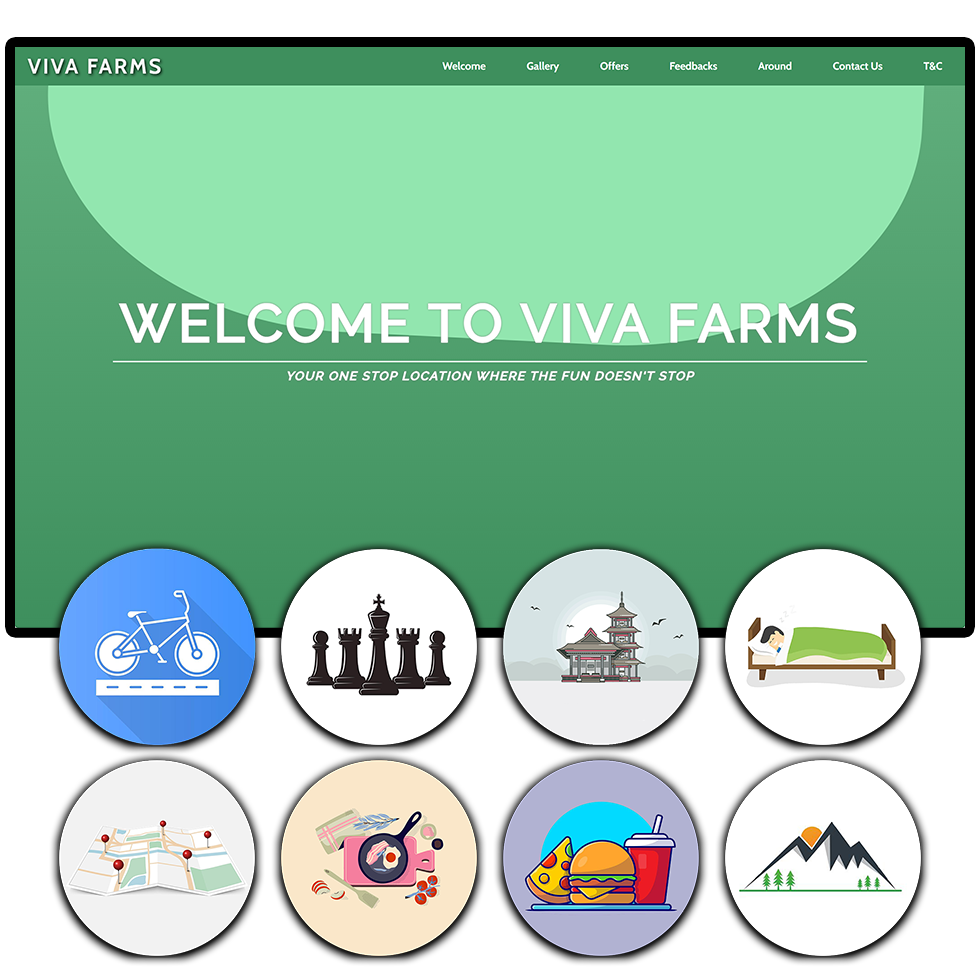 VIVA FARMS
Welcome Gallery Offers Feedbacks Around Contact Us T&C
WELCOME TO VIVA FARMS
YOUR ONE STOP LOCATION WHERE THE FUN DOESN'T STOP